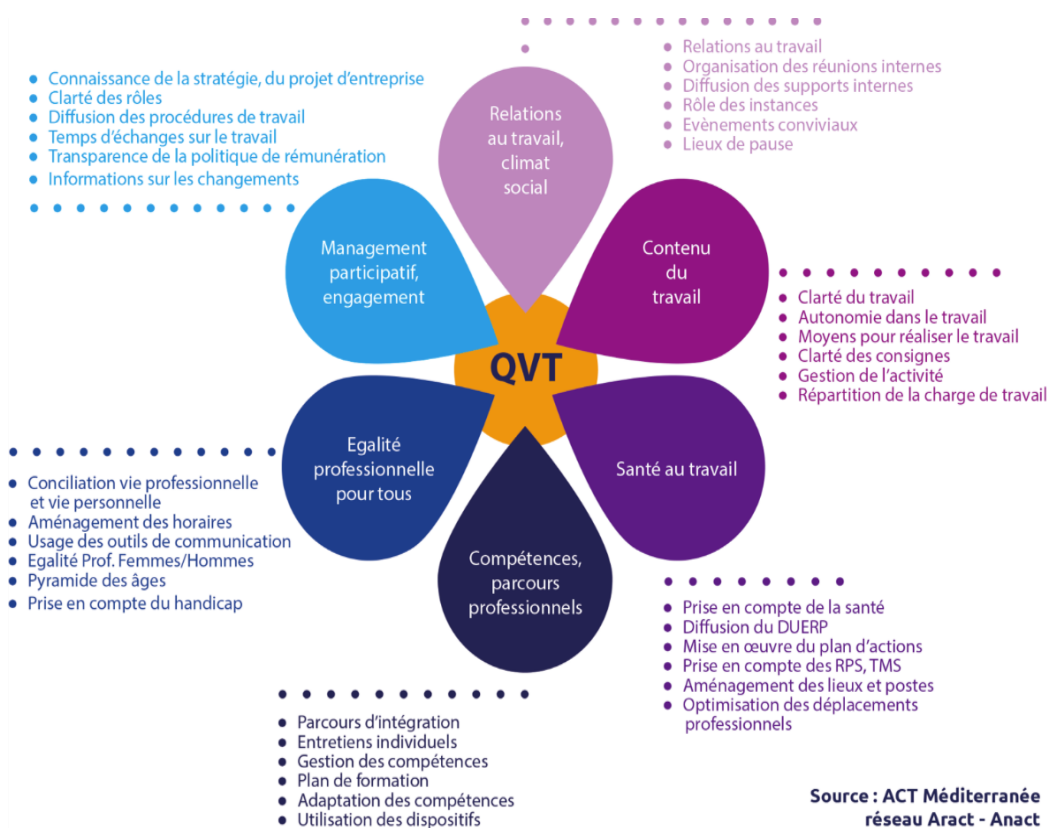 Relations au travail
Organisation des réunions internes
Diffusion des supports internes
Rôle des instances
Evènements conviviaux
Lieux de pause
Connaissance de la stratégie, du projet d’entreprise
Clarté des rôles
Diffusion des procédures de travail
Temps d’échanges sur le travail
Transparence de la politique de rémunération
Informations sur les changements
Relations
au travail,
climat
social
Management
participatif,
engagement
Contenu
du
travail
Clarté du travail
Autonomie dans le travail
Moyens pour réaliser le travail
Clarté des consignes
Gestion de l’activité
Répartition de la charge de travail
QVT
Egalité
professionnelle
pour tous
Santé au travail
Conciliation vie professionnelle
et vie personnelle
Aménagement des horaires
Usage des outils de communication
Egalité Prof. Femmes/Hommes
Pyramide des âges
Prise en compte du handicap
Compétences,
parcours
professionnels
Prise en compte de la santé
Diffusion du DUERP
Mise en œuvre du plan d’actions
Prise en compte des RPS, TMS
Aménagement des lieux et postes
Optimisation des déplacements
professionnels
Parcours d’intégration
Entretiens individuels
Gestion des compétences
Plan de formation
Adaptation des compétences
Utilisation des dispositifs
Source : ACT Méditerranée
réseau Aract - Anact